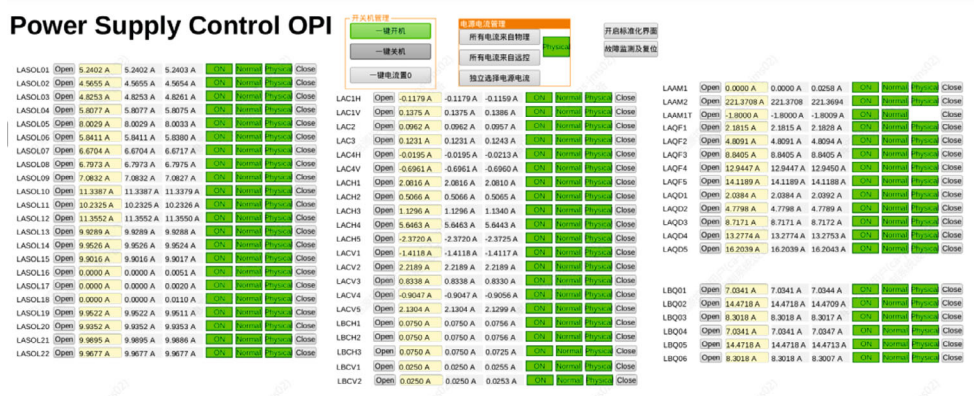 Power Supply Control OPI
开关机管理
一键开机
一键关机
一键电流置0
电源电流管理
所有电流来自物理
所有电流来自远控
独立选择电源电流
Physical
开启标准化界面
故障监测及复位
LASOL01 Open 5.2402 A 5.2402 A 5.2403 A ON Normal Physical Close
LASOL02 Open 4.5655 A 4.5655 A 4.5654 A ON Normal Physical Close
LASOL03 Open 4.8253 A 4.8253 A 4.8261 A ON Normal Physical Close
LASOL04 Open 5.8077 A 5.8077 A 5.8075 A ON Normal Physical Close
LASOL05 Open 8.0029 A 8.0029 A 8.0033 A ON Normal Physical Close
LASOL06 Open 5.8411 A 5.8411 A 5.8380 A ON Normal Physical Close
LASOL07 Open 6.6704 A 6.6704 A 6.6717 A ON Normal Physical Close
LASOL08 Open 6.7973 A 6.7973 A 6.7975 A ON Normal Physical Close
LASOL09 Open 7.0832 A 7.0832 A 7.0827 A ON Normal Physical Close
LASOL10 Open 11.3387 A 11.3387 A 11.3379 A ON Normal Physical Close
LASOL11 Open 10.2325 A 10.2325 A 10.2326 A ON Normal Physical Close
LASOL12 Open 11.3552 A 11.3552 A 11.3550 A ON Normal Physical Close
LASOL13 Open 9.9289 A 9.9289 A 9.9288 A ON Normal Physical Close
LASOL14 Open 9.9526 A 9.9526 A 9.9524 A ON Normal Physical Close
LASOL15 Open 9.9016 A 9.9016 A 9.9017 A ON Normal Physical Close
LASOL16 Open 0.0000 A 0.0000 A 0.0051 A ON Normal Physical Close
LASOL17 Open 0.0000 A 0.0000 A 0.0020 A ON Normal Physical Close
LASOL18 Open 0.0000 A 0.0000 A 0.0110 A ON Normal Physical Close
LASOL19 Open 9.9522 A 9.9522 A 9.9511 A ON Normal Physical Close
LASOL20 Open 9.9352 A 9.9352 A 9.9353 A ON Normal Physical Close
LASOL21 Open 9.9895 A 9.9895 A 9.9886 A ON Normal Physical Close
LASOL22 Open 9.9677 A 9.9677 A 9.9677 A ON Normal Physical Close
LAC1H Open -0.1179 A -0.1179 A -0.1159 A ON Normal Physical Close
LAC1V Open 0.1375 A 0.1375 A 0.1386 A ON Normal Physical Close
LAC2 Open 0.0962 A 0.0962 A 0.0957 A ON Normal Physical Close
LAC3 Open 0.1231 A 0.1231 A 0.1243 A ON Normal Physical Close
LAC4H Open -0.0195 A -0.0195 A -0.0213 A ON Normal Physical Close
LAC4V Open -0.6961 A -0.6961 A -0.6960 A ON Normal Physical Close
LACH1 Open 2.0816 A 2.0816 A 2.0810 A ON Normal Physical Close
LACH2 Open 0.5066 A 0.5066 A 0.5065 A ON Normal Physical Close
LACH3 Open 1.1296 A 1.1296 A 1.1340 A ON Normal Physical Close
LACH4 Open 5.6463 A 5.6463 A 5.6443 A ON Normal Physical Close
LACH5 Open -2.3720 A -2.3720 A -2.3725 A ON Normal Physical Close
LACV1 Open -1.4118 A -1.4118 A -1.4117 A ON Normal Physical Close
LACV2 Open 2.2189 A 2.2189 A 2.2189 A ON Normal Physical Close
LACV3 Open 0.8338 A 0.8338 A 0.8330 A ON Normal Physical Close
LACV4 Open -0.9047 A -0.9047 A -0.9056 A ON Normal Physical Close
LACV5 Open 2.1304 A 2.1304 A 2.1299 A ON Normal Physical Close
LBCH1 Open 0.0750 A 0.0750 A 0.0756 A ON Normal Physical Close
LBCH2 Open 0.0750 A 0.0750 A 0.0756 A ON Normal Physical Close
LBCH3 Open 0.0750 A 0.0750 A 0.0725 A ON Normal Physical Close
LBCV1 Open 0.0250 A 0.0250 A 0.0255 A ON Normal Physical Close
LBCV2 Open 0.0250 A 0.0250 A 0.0253 A ON Normal Physical Close
LAAM1 Open 0.0000 A 0.0000 A 0.0258 A ON Normal Physical Close
LAAM2 Open 221.3708 A 221.3708 221.3694 ON Normal Physical Close
LAAM1T Open -1.8000 A -1.8000 A -1.8009 A ON Normal Close
LAQF1 Open 2.1815 A 2.1815 A 2.1828 A ON Normal Physical Close
LAQF2 Open 4.8091 A 4.8091 A 4.8094 A ON Normal Physical Close
LAQF3 Open 8.8405 A 8.8405 A 8.8405 A ON Normal Physical Close
LAQF4 Open 12.9447 A 12.9447 A 12.9450 A ON Normal Physical Close
LAQF5 Open 14.1189 A 14.1189 A 14.1188 A ON Normal Physical Close
LAQD1 Open 2.0384 A 2.0384 A 2.0392 A ON Normal Physical Close
LAQD2 Open 4.7798 A 4.7798 A 4.7789 A ON Normal Physical Close
LAQD3 Open 8.7171 A 8.7171 A 8.7172 A ON Normal Physical Close
LAQD4 Open 13.2774 A 13.2774 A 13.2753 A ON Normal Physical Close
LAQD5 Open 16.2039 A 16.2039 A 16.2043 A ON Normal Physical Close
LBQ01 Open 7.0341 A 7.0341 A 7.0344 A ON Normal Physical Close
LBQ02 Open 14.4718 A 14.4718 A 14.4709 A ON Normal Physical Close
LBQ03 Open 8.3018 A 8.3018 A 8.3017 A ON Normal Physical Close
LBQ04 Open 7.0341 A 7.0341 A 7.0347 A ON Normal Physical Close
LBQ05 Open 14.4718 A 14.4718 A 14.4713 A ON Normal Physical Close
LBQ06 Open 8.3018 A 8.3018 A 8.3007 A ON Normal Physical Close